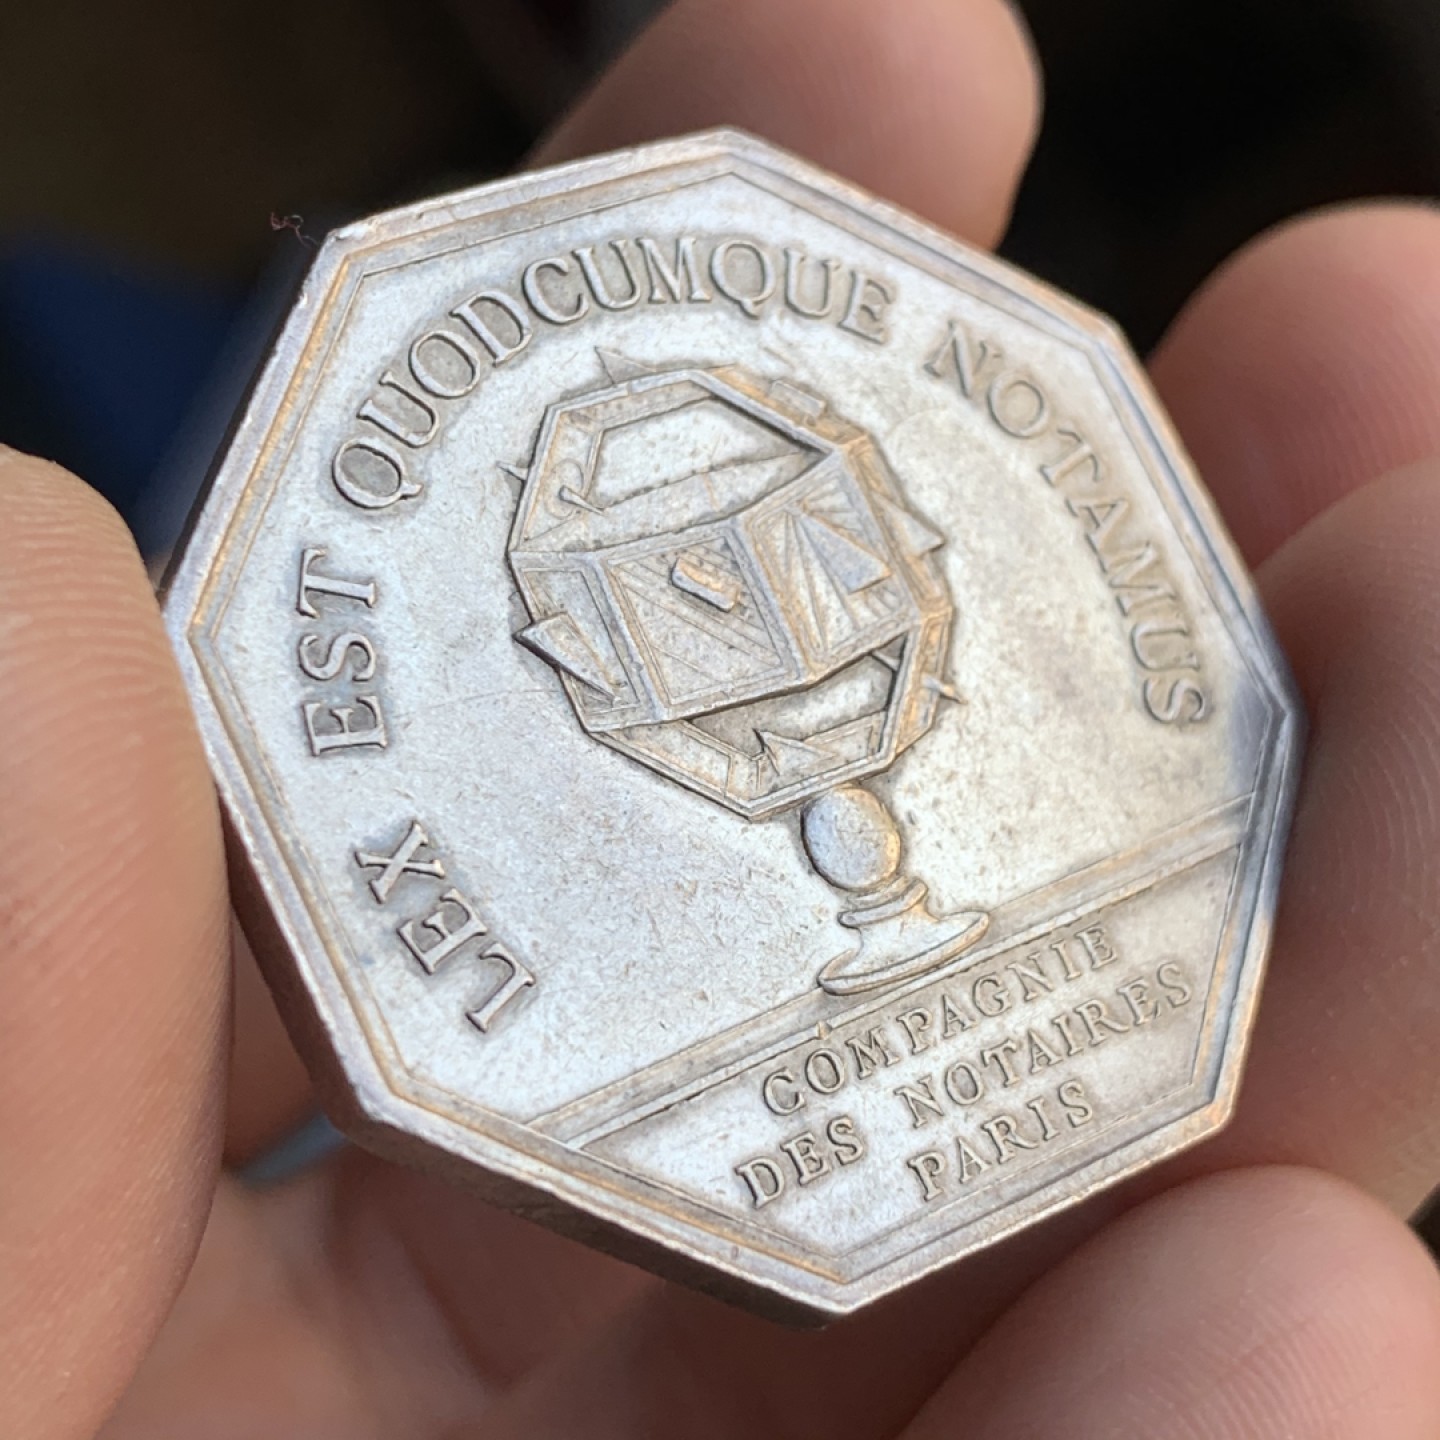 LEX EST QUODCUMQUE NOTAMUS
COMPAGNIE
DES NOTAIRES
PARIS